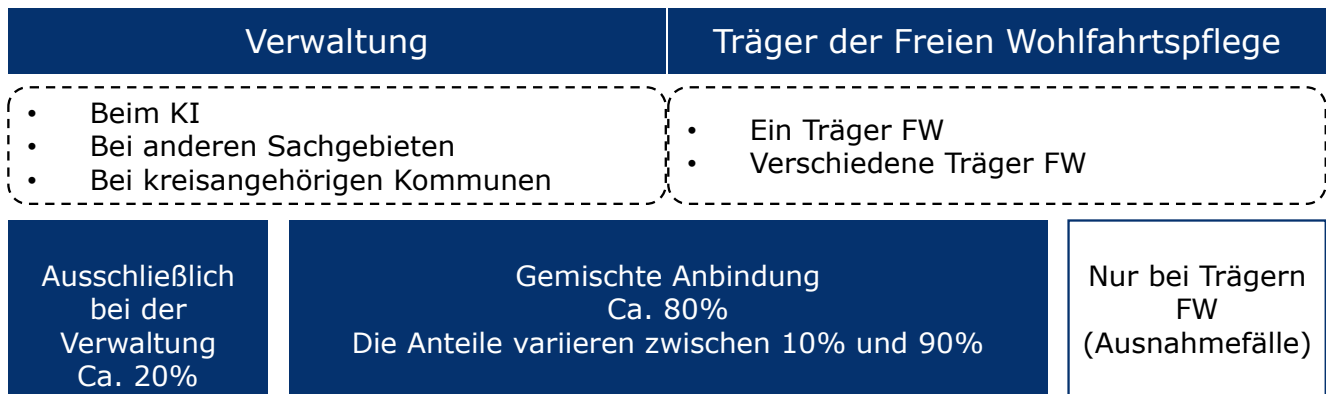 Verwaltung
Träger der Freien Wohlfahrtspflege
• Beim KI
• Bei anderen Sachgebieten
• Bei kreisangehörigen Kommunen
• Ein Träger FW
• Verschiedene Träger FW
Ausschließlich
bei der
Verwaltung
Ca. 20%
Gemischte Anbindung
Ca. 80%
Die Anteile variieren zwischen 10% und 90%
Nur bei Trägern
FW
(Ausnahmefälle)